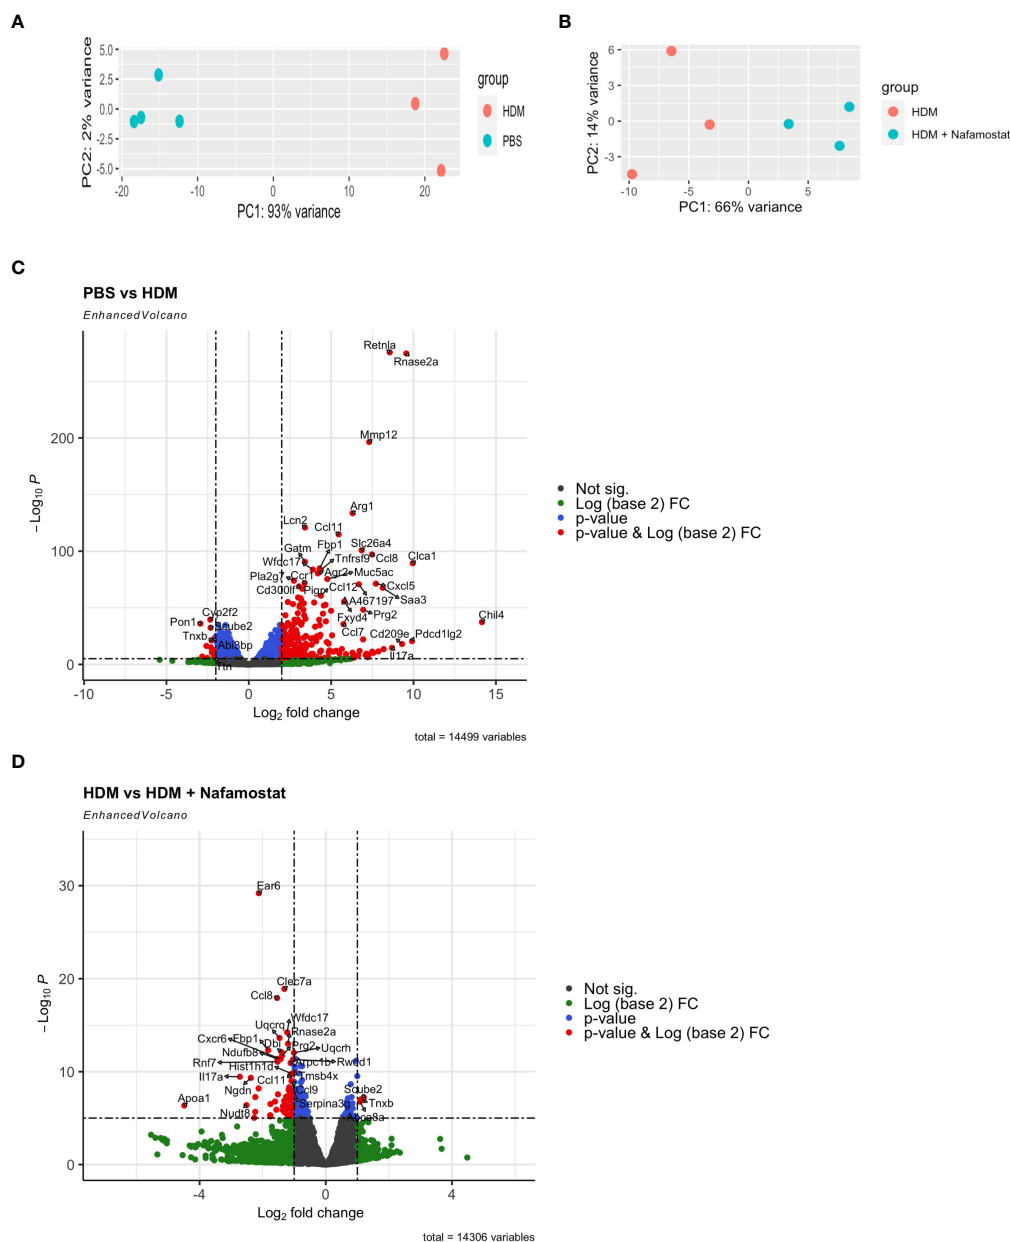 A
B
5.0
2.5
0.0
-2.5
-5.0
PC2: 2% variance
-20
-10
0
10
20
PC1: 93% variance
group
HDM
PBS
6
3
0
-3
PC2: 14% variance
-10
-5
0
5
PC1: 66% variance
group
HDM
HDM + Nafamostat
C
PBS vs HDM
EnhancedVolcano
Retnla
Rnase2a
Mmp12
Arg1
Lcn2
Ccl11
Slc26a4
Gatm
Fbp1
Ccl8
Clca1
Wfdc17
Tnfrsf9
Pla2g7
Ccr1
Agr2
Muc5ac
Cd300lf
Pigr
Ccl12
Cxcl5
AA467197
Saa3
Fxyd4
Prg2
Ccl7
Chil4
Cd209e
Pdcd1lg2
Il17a
Cyp2f2
Pon1
Scube2
Tnxb
Abi3bp
Ttn
200
100
0
– Log10 P
-10
-5
0
5
10
15
Log2 fold change
total = 14499 variables
Not sig.
Log (base 2) FC
p-value
p-value & Log (base 2) FC
D
HDM vs HDM + Nafamostat
EnhancedVolcano
Ear6
Clec7a
Ccl8
Wfdc17
Uqcrq
Rnase2a
Cxcr6
Fbp1
Dbi
Prg2
Uqcrh
Ndufb8
Rnf7
Arpc1b
Rwdd1
Hist1h1d
Il17a
Ccl11
Tmsb4x
Ngdn
Ccl9
Scube2
Apoa1
Serpina3g
Tnxb
Nudt8
30
20
10
0
– Log10 P
-4
0
4
Log2 fold change
total = 14306 variables
Not sig.
Log (base 2) FC
p-value
p-value & Log (base 2) FC